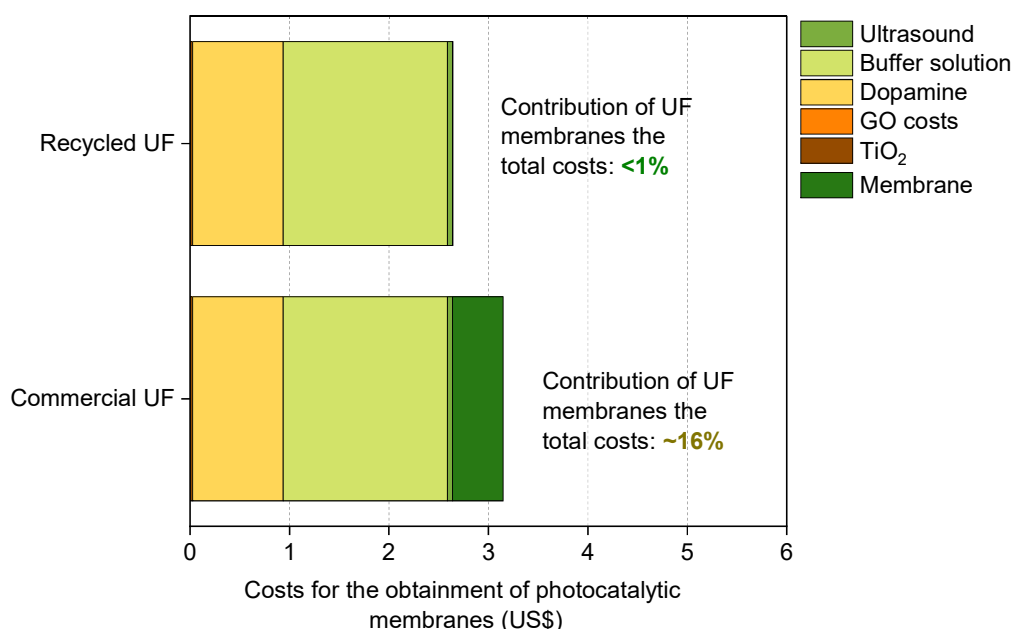 Ultrasound
Buffer solution
Dopamine
GO costs
TiO₂
Membrane
Recycled UF
Contribution of UF
membranes the
total costs: <1%
Commercial UF
Contribution of UF
membranes the
total costs: ~16%
0 1 2 3 4 5 6
Costs for the obtainment of photocatalytic
membranes (US$)